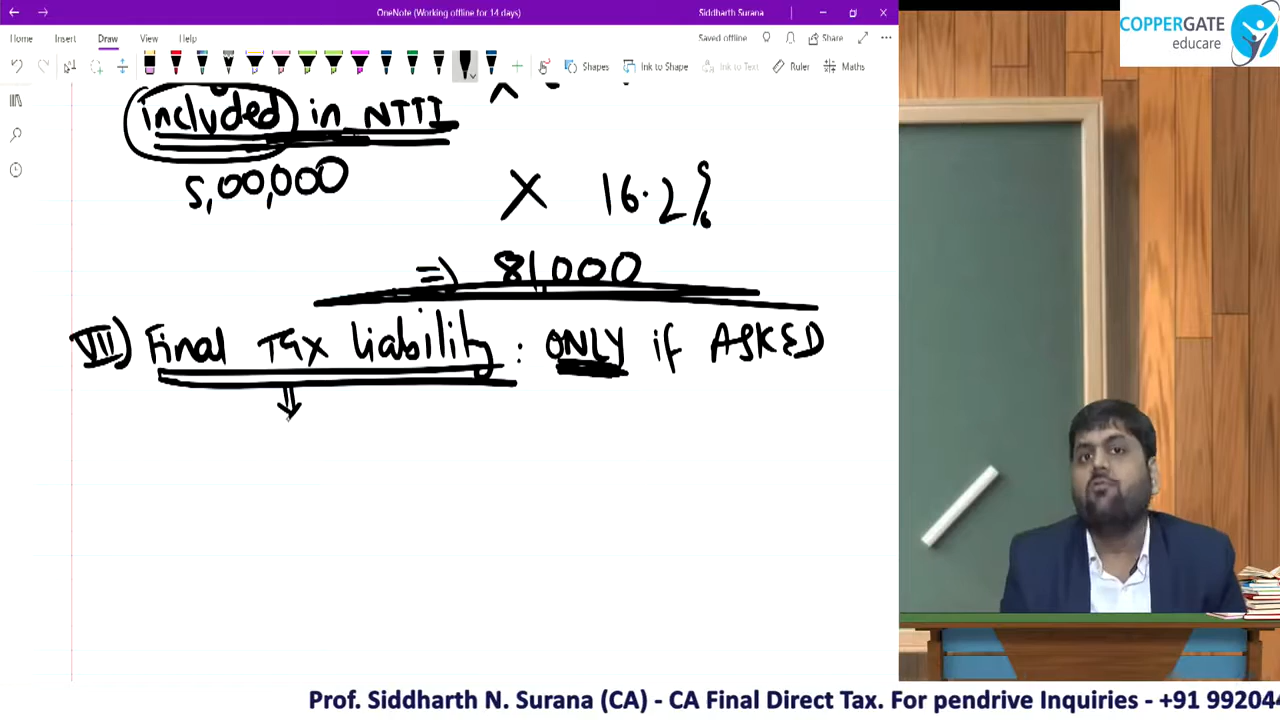 OneNote (Working offline for 14 days)
Siddharth Surana
Home Insert Draw View Help
Saved offline
Share
Shapes
Ink to Shape
Ink to Text
Ruler
Maths
COPPERGATE
educare
included in NTTI
5,00,000
X 16.2%
=) 81,000
VII) Final Tax liability : ONLY if ASKED
Prof. Siddharth N. Surana (CA) - CA Final Direct Tax. For pendrive Inquiries - +91 99204